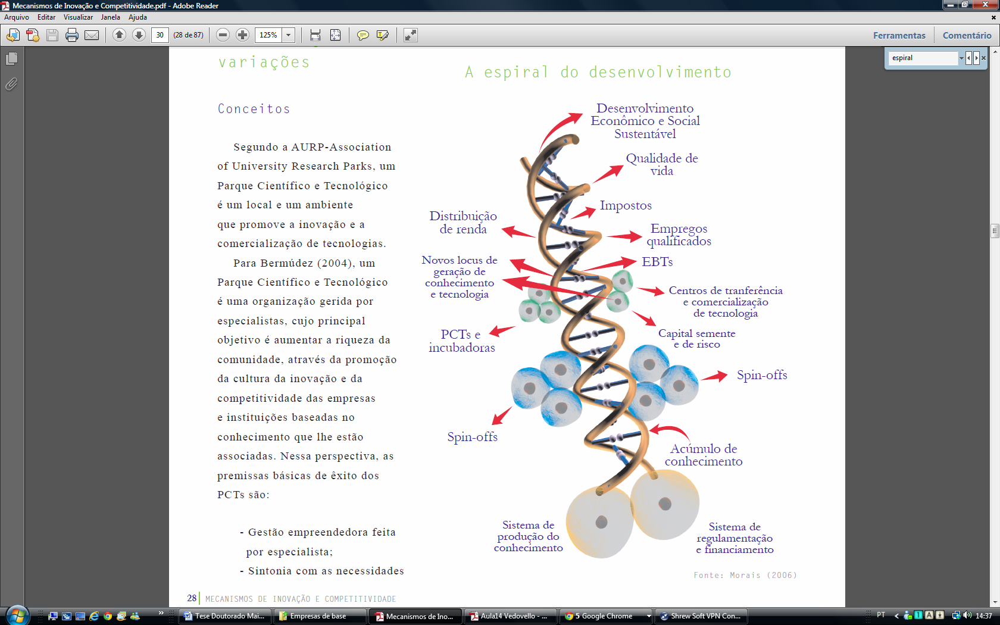 Mecanismos de Inovação e Competitividade.pdf - Adobe Reader
Arquivo Editar Visualizar Janela Ajuda
30 (28 de 87) 125% Ferramentas Comentário
espiral
variações
Conceitos
Segundo a AURP-Association
of University Research Parks, um
Parque Científico e Tecnológico
é um local e um ambiente
que promove a inovação e a
comercialização de tecnologias.
Para Bermúdez (2004), um
Parque Científico e Tecnológico
é uma organização gerida por
especialistas, cujo principal
objetivo é aumentar a riqueza da
comunidade, através da promoção
da cultura da inovação e da
competitividade das empresas
e instituições baseadas no
conhecimento que lhe estão
associadas. Nessa perspectiva, as
premissas básicas de êxito dos
PCTs são:
- Gestão empreendedora feita
por especialista;
- Sintonia com as necessidades
A espiral do desenvolvimento
Desenvolvimento
Econômico e Social
Sustentável
Qualidade de
vida
Impostos
Distribuição
de renda
Empregos
qualificados
Novos locus de
geração de
conhecimento
e tecnologia
EBTs
Centros de tranferência
e comercialização
de tecnologia
PCTs e
incubadoras
Capital semente
e de risco
Spin-offs
Spin-offs
Acúmulo de
conhecimento
Sistema de
produção do
conhecimento
Sistema de
regulamentação
e financiamento
Fonte: Morais (2006)
28 MECANISMOS DE INOVAÇÃO E COMPETITIVIDADE
Tese Doutorado Mai... Empresas de base Mecanismos de Ino... Aula14 Vedovello - ... 5 Google Chrome Shrew Soft VPN Con... PT 1 A 14:37